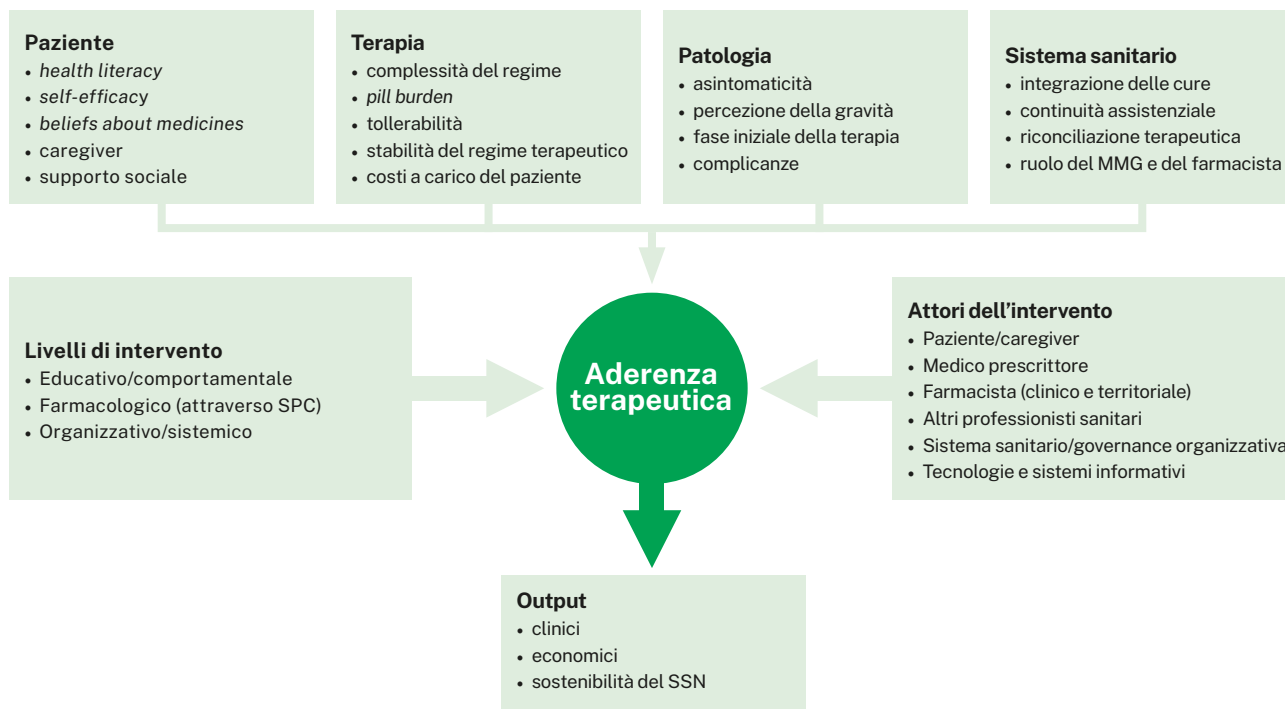 Paziente
• health literacy
• self-efficacy
• beliefs about medicines
• caregiver
• supporto sociale
Terapia
• complessità del regime
• pill burden
• tollerabilità
• stabilità del regime terapeutico
• costi a carico del paziente
Patologia
• asintomaticità
• percezione della gravità
• fase iniziale della terapia
• complicanze
Sistema sanitario
• integrazione delle cure
• continuità assistenziale
• riconciliazione terapeutica
• ruolo del MMG e del farmacista
Livelli di intervento
• Educativo/comportamentale
• Farmacologico (attraverso SPC)
• Organizzativo/sistemico
Aderenza
terapeutica
Attori dell’intervento
• Paziente/caregiver
• Medico prescrittore
• Farmacista (clinico e territoriale)
• Altri professionisti sanitari
• Sistema sanitario/governance organizzativa
• Tecnologie e sistemi informativi
Output
• clinici
• economici
• sostenibilità del SSN